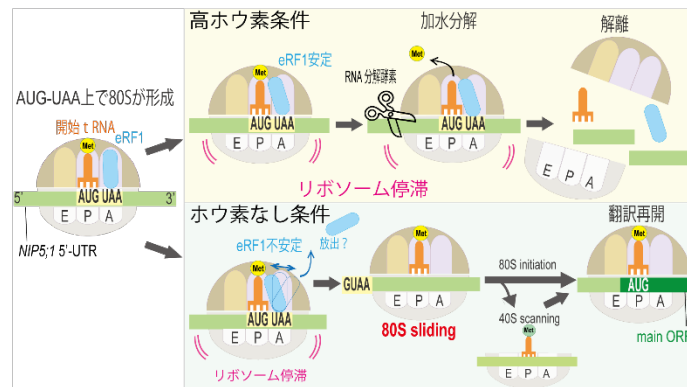 AUG-UAA上で80Sが形成
開始 t RNA
eRF1
Met
AUG UAA
5'
3'
E P A
NIP5;1 5'-UTR
高ホウ素条件
加水分解
解離
Met
eRF1安定
AUG UAA
E P A
リボソーム停滞
RNA 分解酵素
Met
AUG UAA
E P A
E P A
ホウ素なし条件
翻訳再開
eRF1不安定
放出？
Met
AUG UAA
E P A
リボソーム停滞
Met
GUAA
E P A
80S sliding
80S initiation
40S scanning
Met
E P A
Met
AUG
E P A
main ORF